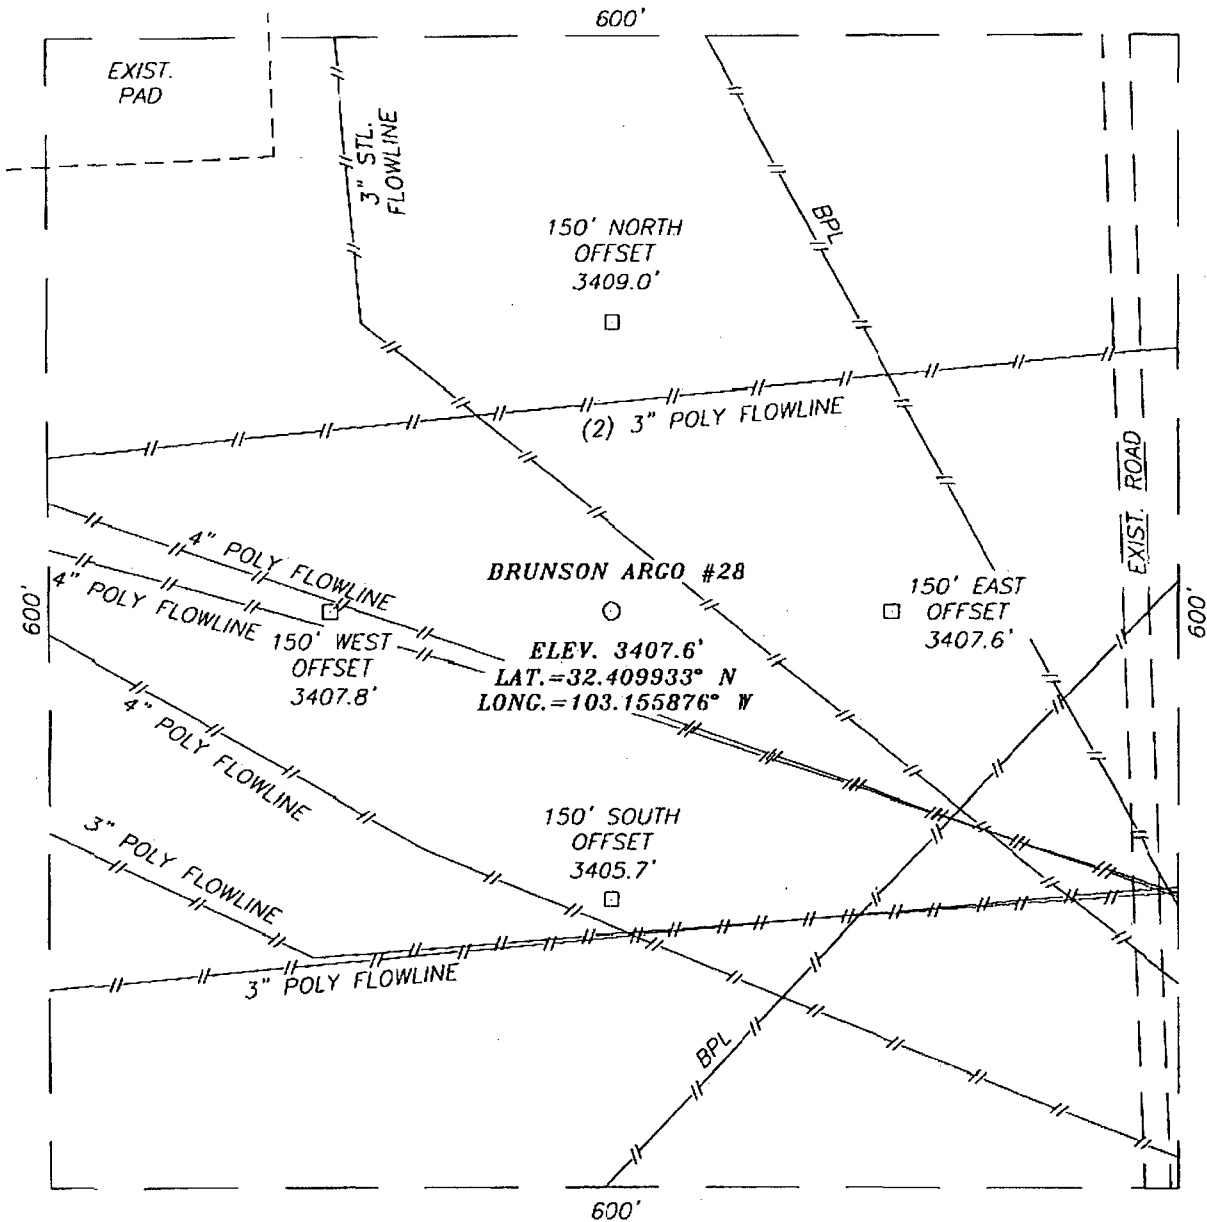 600'
EXIST.
PAD
3" STL.
FLOWLINE
BPL
150' NORTH
OFFSET
3409.0'
(2) 3" POLY FLOWLINE
EXIST. ROAD
4" POLY FLOWLINE
4" POLY FLOWLINE
BRUNSON ARGO #28
600'
150' WEST
OFFSET
3407.8'
ELEV. 3407.6'
LAT.=32.409933° N
LONG.=103.155876° W
150' EAST
OFFSET
3407.6'
600'
4" POLY FLOWLINE
150' SOUTH
OFFSET
3405.7'
3" POLY FLOWLINE
3" POLY FLOWLINE
BPL
600'